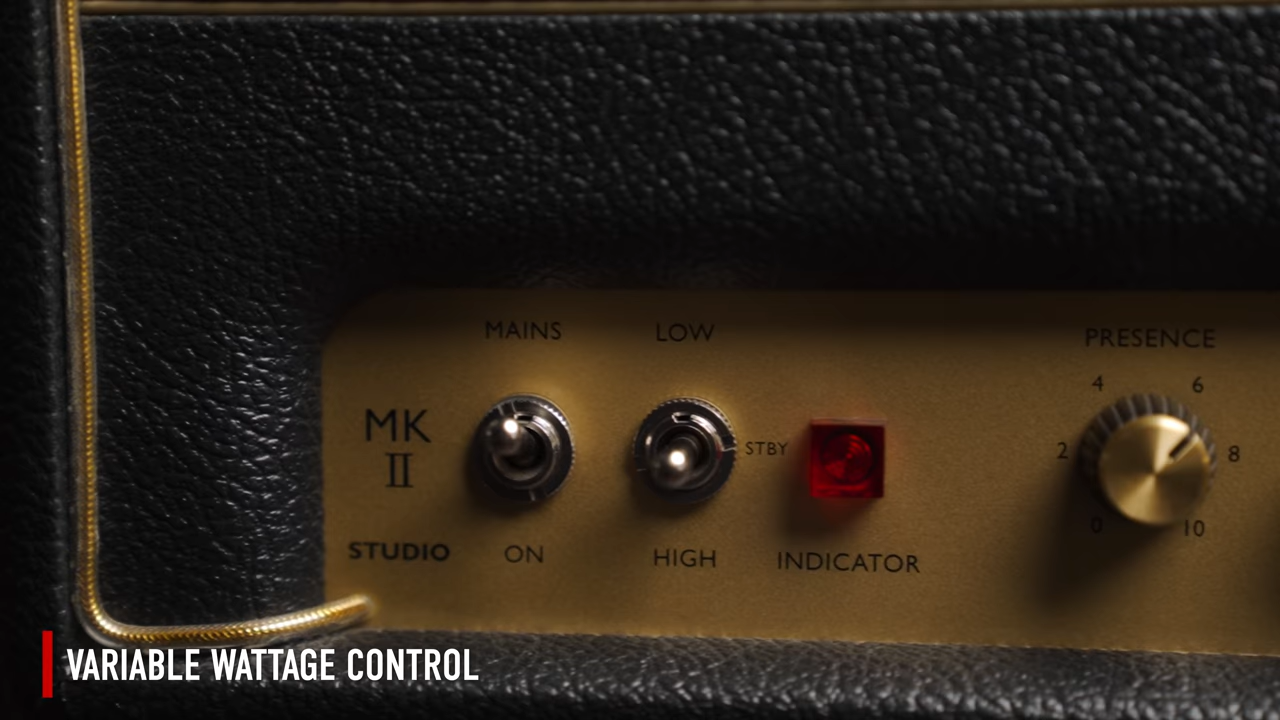 MAINS
LOW
PRESENCE
4 6
MK
II
STBY
2 8
0 10
STUDIO
ON
HIGH
INDICATOR
VARIABLE WATTAGE CONTROL